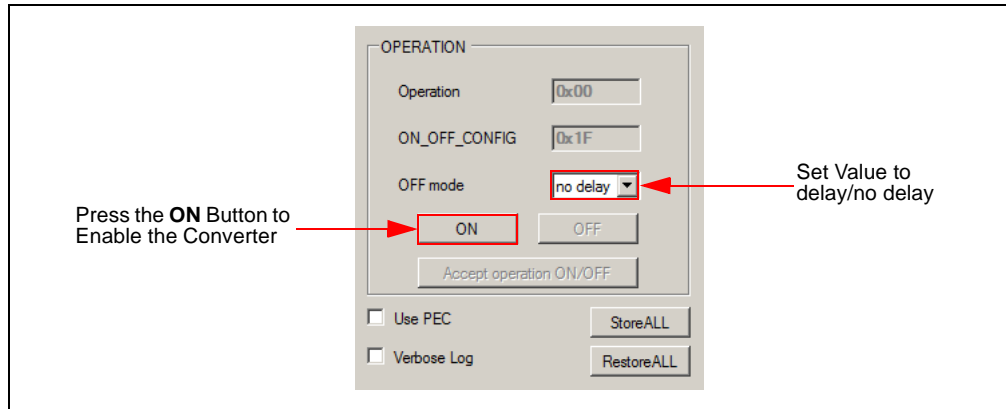 OPERATION
Operation 0x00
ON_OFF_CONFIG 0x1F
OFF mode no delay
Set Value to
delay/no delay
Press the ON Button to
Enable the Converter
ON OFF
Accept operation ON/OFF
Use PEC StoreALL
Verbose Log RestoreALL